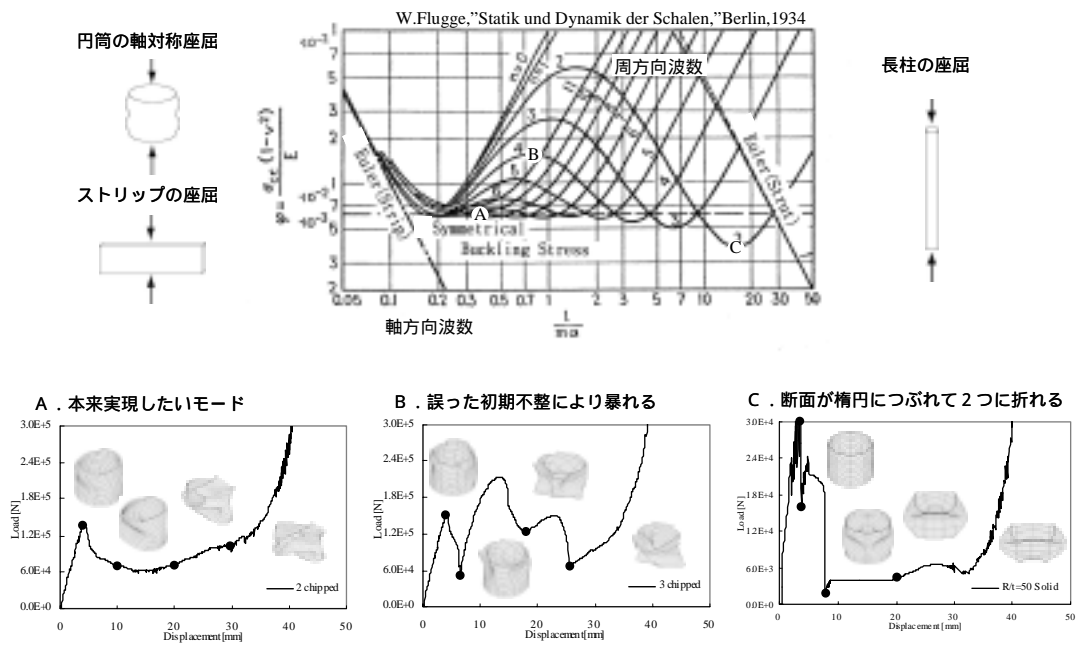 W.Flugge,”Statik und Dynamik der Schalen,”Berlin,1934
円筒の軸対称座屈
ストリップの座屈
長柱の座屈
周方向波数
Euler(Strip)
Euler(Strut)
Symmetrical
Buckling Stress
A
B
C
0.05 0.1 0.2 0.3 0.5 0.7 1 2 3 5 7 10 20 30 50
軸方向波数
A．本来実現したいモード
3.0E+5
2.4E+5
1.8E+5
1.2E+5
6.0E+4
0.0E+0
Load[N]
2 chipped
0 10 20 30 40 50
Displacement[mm]
B．誤った初期不整により暴れる
3.0E+5
2.4E+5
1.8E+5
1.2E+5
6.0E+4
0.0E+0
Load[N]
3 chipped
0 10 20 30 40 50
Displacement[mm]
C．断面が楕円につぶれて2つに折れる
3.0E+4
2.4E+4
1.8E+4
1.2E+4
6.0E+3
0.0E+0
Load[N]
R/t=50 Solid
0 10 20 30 40 50
Displacement[mm]